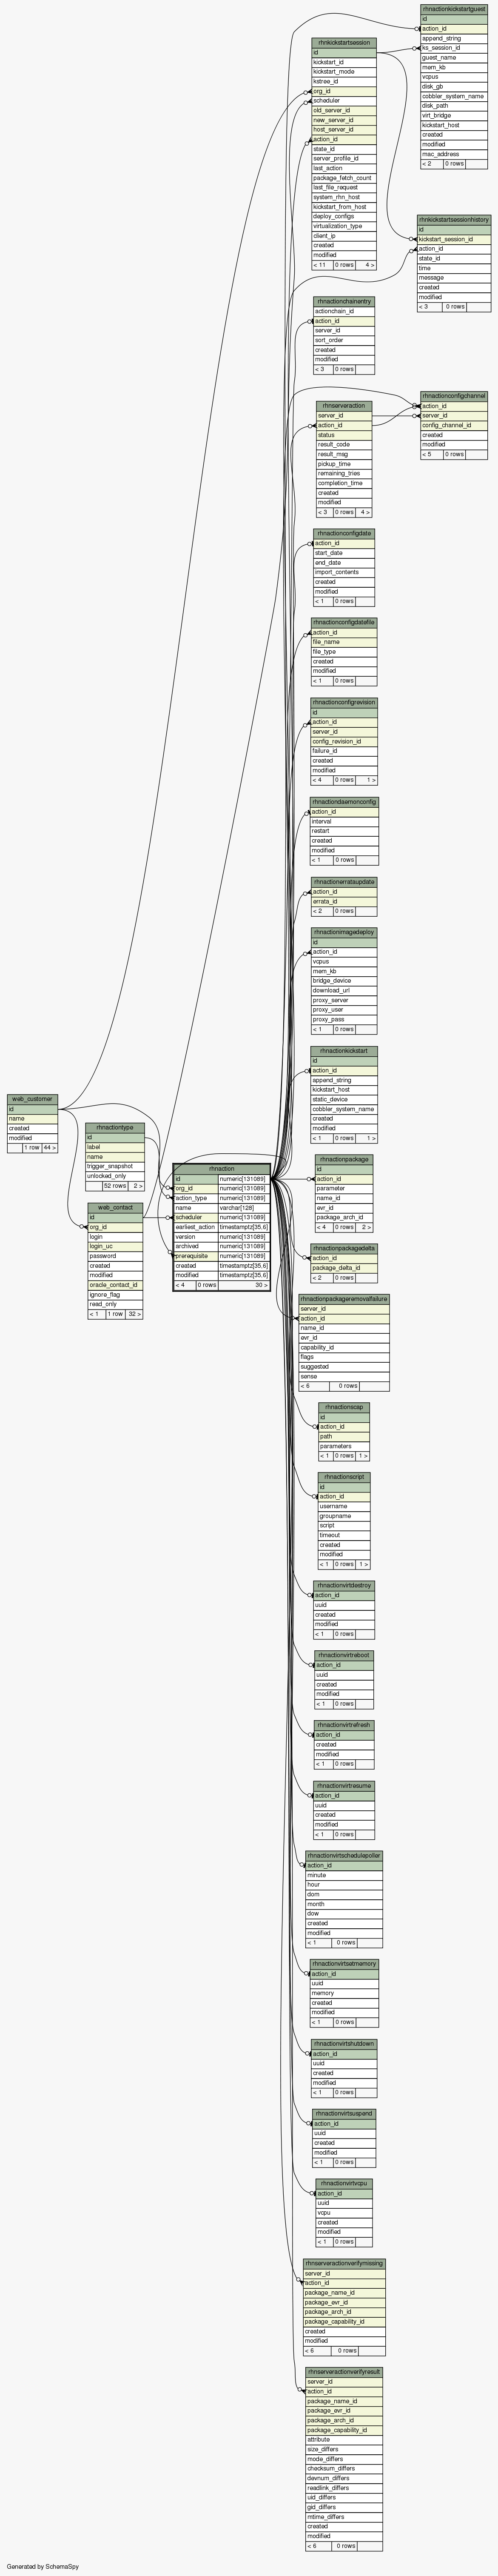 rhnactionkickstartguest
id
action_id
append_string
ks_session_id
guest_name
mem_kb
vcpus
disk_gb
cobbler_system_name
disk_path
virt_bridge
kickstart_host
created
modified
mac_address
< 2 0 rows
rhnkickstartsession
id
kickstart_id
kickstart_mode
kstree_id
org_id
scheduler
old_server_id
new_server_id
host_server_id
action_id
state_id
server_profile_id
last_action
package_fetch_count
last_file_request
system_rhn_host
kickstart_from_host
deploy_configs
virtualization_type
client_ip
created
modified
< 11 0 rows 4 >
rhnkickstartsessionhistory
id
kickstart_session_id
action_id
state_id
time
message
created
modified
< 3 0 rows
rhnactionchainentry
actionchain_id
action_id
server_id
sort_order
created
modified
< 3 0 rows
rhnactionconfigchannel
action_id
server_id
config_channel_id
created
modified
< 5 0 rows
rhnserveraction
server_id
action_id
status
result_code
result_msg
pickup_time
remaining_tries
completion_time
created
modified
< 3 0 rows 4 >
rhnactionconfigdate
action_id
start_date
end_date
import_contents
created
modified
< 1 0 rows
rhnactionconfigdatefile
action_id
file_name
file_type
created
modified
< 1 0 rows
rhnactionconfigrevision
id
action_id
server_id
config_revision_id
failure_id
created
modified
< 4 0 rows 1 >
rhnactiondaemonconfig
action_id
interval
restart
created
modified
< 1 0 rows
rhnactionerrataupdate
action_id
errata_id
< 2 0 rows
rhnactionimagedeploy
id
action_id
vcpus
mem_kb
bridge_device
download_url
proxy_server
proxy_user
proxy_pass
< 1 0 rows
rhnactionkickstart
id
action_id
append_string
kickstart_host
static_device
cobbler_system_name
created
modified
< 1 0 rows 1 >
web_customer
id
name
created
modified
1 row 44 >
rhnactiontype
id
label
name
trigger_snapshot
unlocked_only
52 rows 2 >
web_contact
id
org_id
login
login_uc
password
created
modified
oracle_contact_id
ignore_flag
read_only
< 1 1 row 32 >
rhnaction
id numeric[131089]
org_id numeric[131089]
action_type numeric[131089]
name varchar[128]
scheduler numeric[131089]
earliest_action timestamptz[35,6]
version numeric[131089]
archived numeric[131089]
prerequisite numeric[131089]
created timestamptz[35,6]
modified timestamptz[35,6]
< 4 0 rows 30 >
rhnactionpackage
id
action_id
parameter
name_id
evr_id
package_arch_id
< 4 0 rows 2 >
rhnactionpackagedelta
action_id
package_delta_id
< 2 0 rows
rhnactionpackageremovalfailure
server_id
action_id
name_id
evr_id
capability_id
flags
suggested
sense
< 6 0 rows
rhnactionscap
id
action_id
path
parameters
< 1 0 rows 1 >
rhnactionscript
id
action_id
username
groupname
script
timeout
created
modified
< 1 0 rows 1 >
rhnactionvirtdestroy
action_id
uuid
created
modified
< 1 0 rows
rhnactionvirtreboot
action_id
uuid
created
modified
< 1 0 rows
rhnactionvirtrefresh
action_id
created
modified
< 1 0 rows
rhnactionvirtresume
action_id
uuid
created
modified
< 1 0 rows
rhnactionvirtschedulepoller
action_id
minute
hour
dom
month
dow
created
modified
< 1 0 rows
rhnactionvirtsetmemory
action_id
uuid
memory
created
modified
< 1 0 rows
rhnactionvirtshutdown
action_id
uuid
created
modified
< 1 0 rows
rhnactionvirtsuspend
action_id
uuid
created
modified
< 1 0 rows
rhnactionvirtvcpu
action_id
uuid
vcpu
created
modified
< 1 0 rows
rhnserveractionverifymissing
server_id
action_id
package_name_id
package_evr_id
package_arch_id
package_capability_id
created
modified
< 6 0 rows
rhnserveractionverifyresult
server_id
action_id
package_name_id
package_evr_id
package_arch_id
package_capability_id
attribute
size_differs
mode_differs
checksum_differs
devnum_differs
readlink_differs
uid_differs
gid_differs
mtime_differs
created
modified
< 6 0 rows
Generated by SchemaSpy